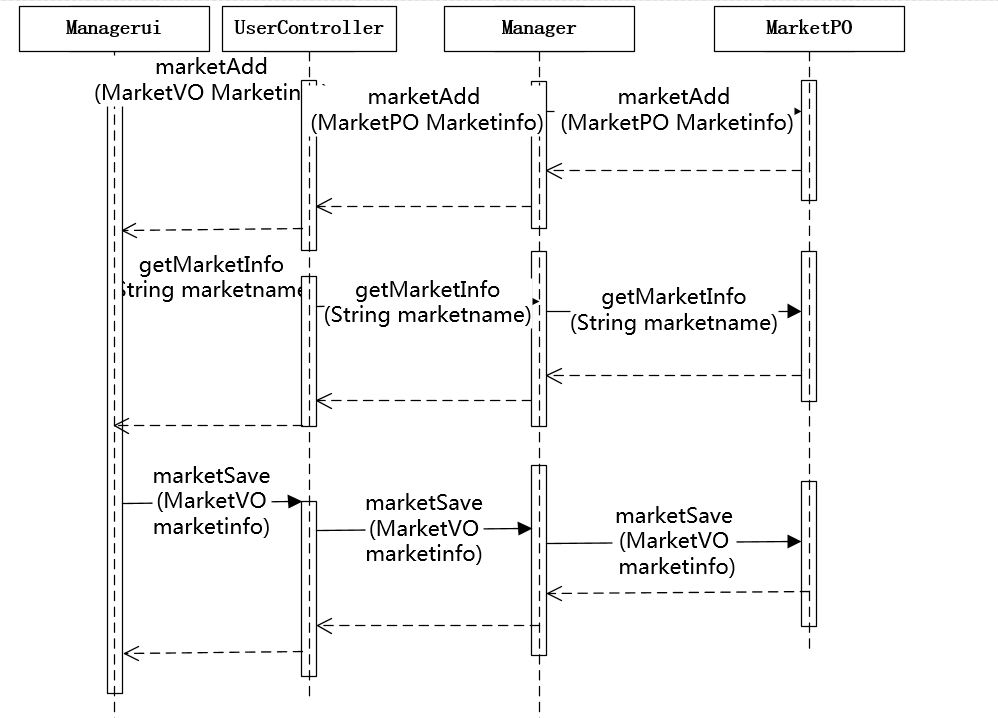 Managerui
UserController
Manager
MarketPO
marketAdd
(MarketVO Marketin
marketAdd
(MarketPO Marketinfo)
marketAdd
(MarketPO Marketinfo)
getMarketInfo
String marketname
getMarketInfo
(String marketname)
getMarketInfo
(String marketname)
marketSave
(MarketVO
marketinfo)
marketSave
(MarketVO
marketinfo)
marketSave
(MarketVO
marketinfo)